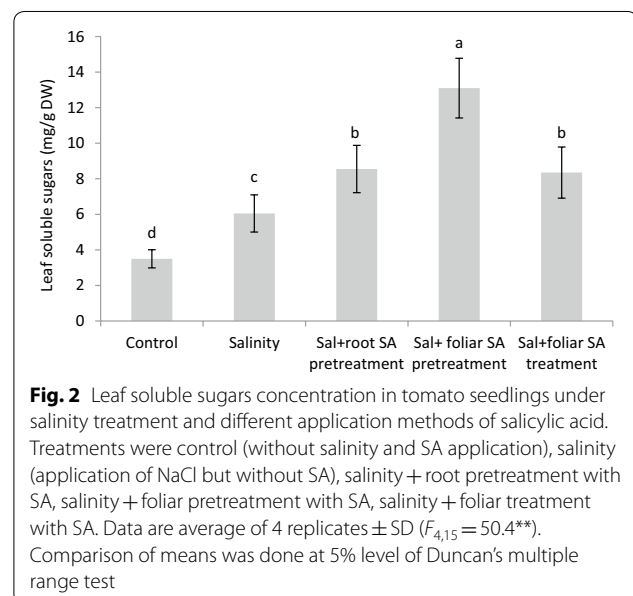 16
14
12
10
8
6
4
2
0
Leaf soluble sugars (mg/g DW)
d
c
b
a
b
Control
Salinity
Sal+root SA
pretreatment
Sal+ foliar SA
pretreatment
Sal+foliar SA
treatment
Fig. 2 Leaf soluble sugars concentration in tomato seedlings under
salinity treatment and different application methods of salicylic acid.
Treatments were control (without salinity and SA application), salinity
(application of NaCl but without SA), salinity + root pretreatment with
SA, salinity + foliar pretreatment with SA, salinity + foliar treatment
with SA. Data are average of 4 replicates ± SD (F4,15 = 50.4**).
Comparison of means was done at 5% level of Duncan's multiple
range test